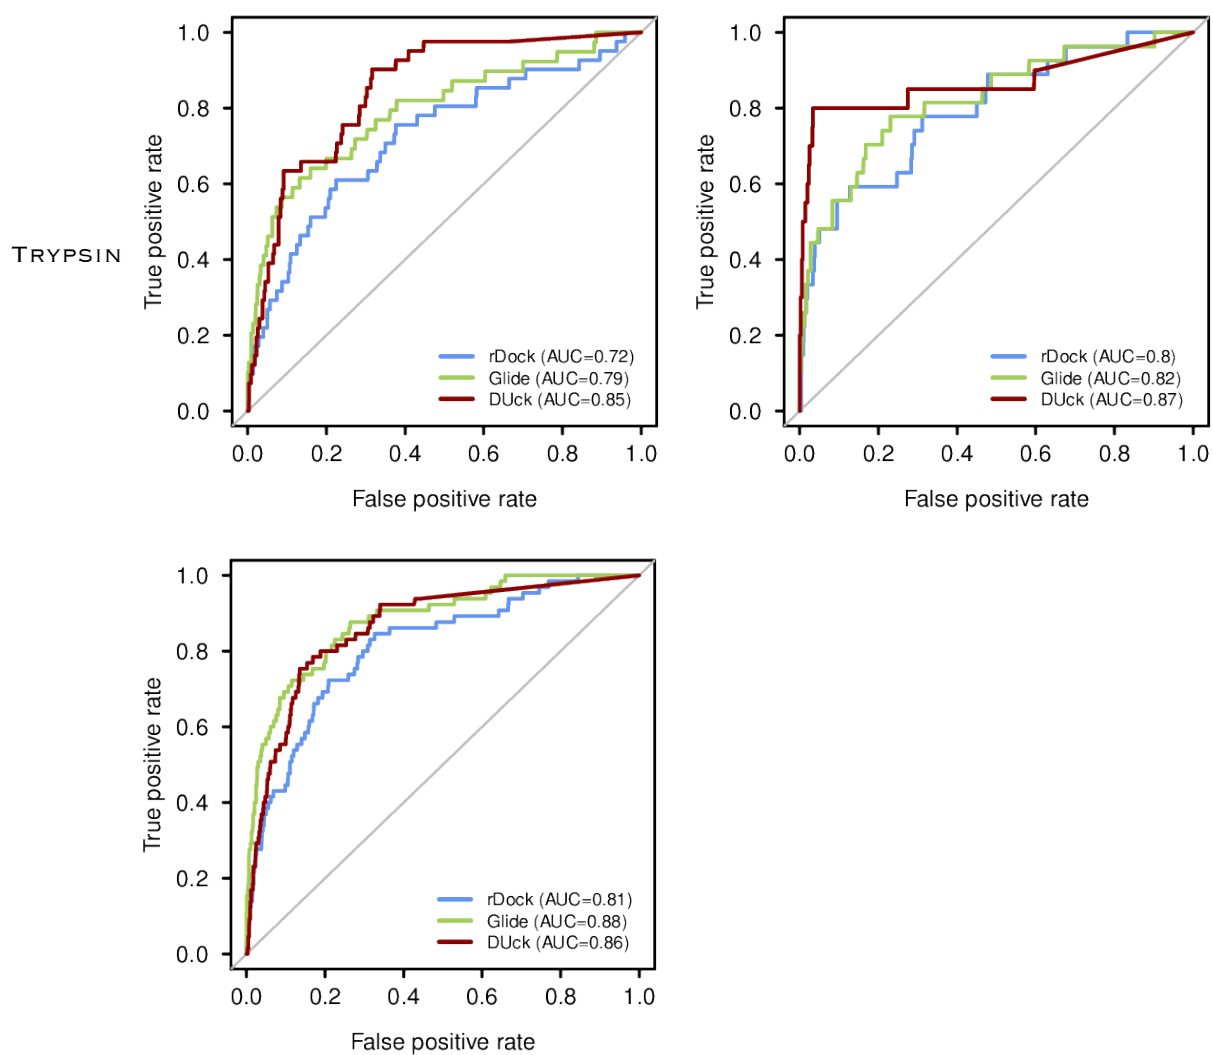 TRYPSIN
True positive rate
1.0
0.8
0.6
0.4
0.2
0.0
rDock (AUC=0.72)
Glide (AUC=0.79)
DUck (AUC=0.85)
0.0 0.2 0.4 0.6 0.8 1.0
False positive rate
True positive rate
1.0
0.8
0.6
0.4
0.2
0.0
rDock (AUC=0.8)
Glide (AUC=0.82)
DUck (AUC=0.87)
0.0 0.2 0.4 0.6 0.8 1.0
False positive rate
True positive rate
1.0
0.8
0.6
0.4
0.2
0.0
rDock (AUC=0.81)
Glide (AUC=0.88)
DUck (AUC=0.86)
0.0 0.2 0.4 0.6 0.8 1.0
False positive rate